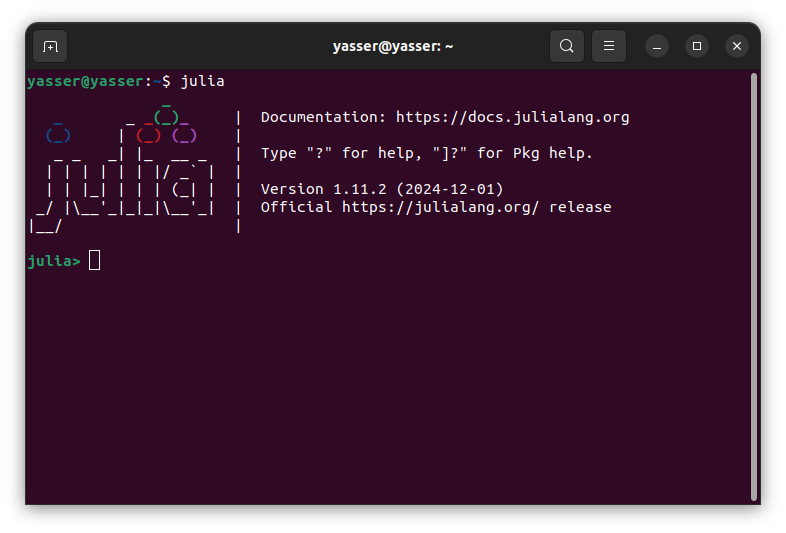 yasser@yasser: ~
yasser@yasser:~$ julia
               _
   _       _ _(_)_     |  Documentation: https://docs.julialang.org
  (_)     | (_) (_)    |
   _ _   _| |_  __ _   |  Type "?" for help, "]?" for Pkg help.
  | | | | | | |/ _` |  |
  | | |_| | | | (_| |  |  Version 1.11.2 (2024-12-01)
 _/ |\__'_|_|_|\__'_|  |  Official https://julialang.org/ release
|__/                   |
julia>